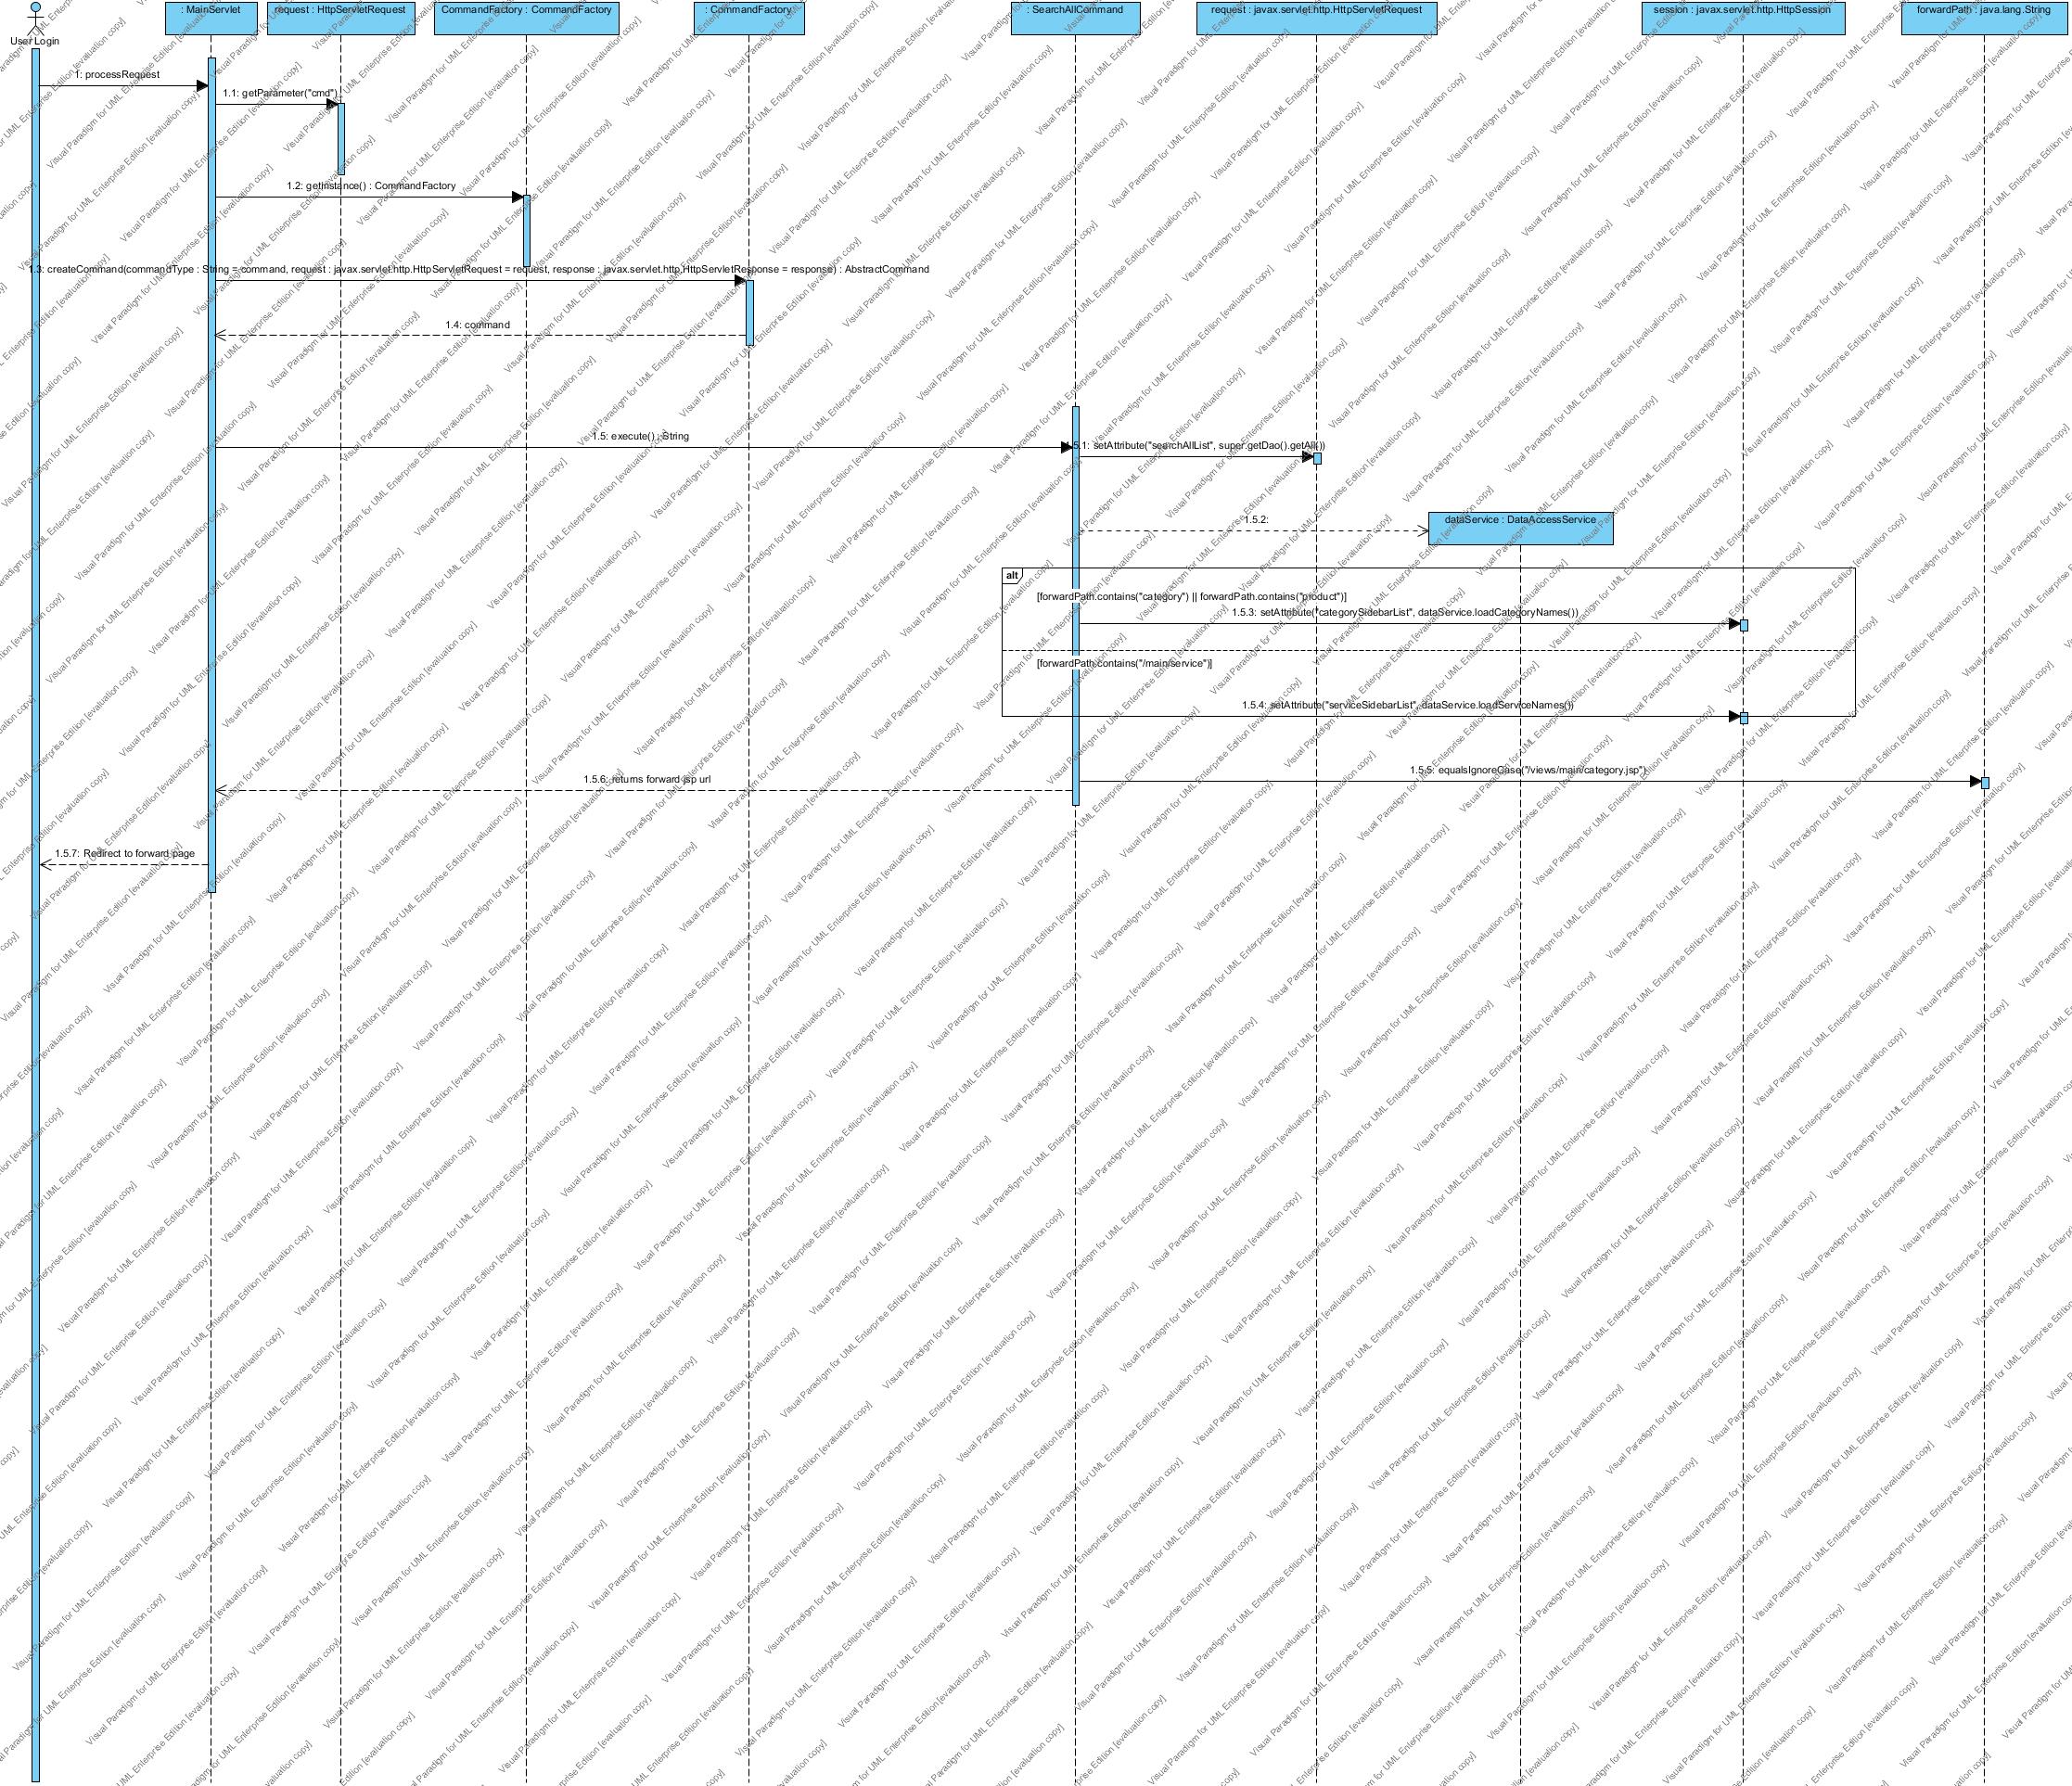 : MainServlet
request : HttpServletRequest
CommandFactory : CommandFactory
: CommandFactory
: SearchAllCommand
request : javax.servlet.http.HttpServletRequest
session : javax.servlet.http.HttpSession
forwardPath : java.lang.String
User Login
1: processRequest
1.1: getParameter("cmd")
1.2: getInstance() : CommandFactory
1.3: createCommand(commandType : String = command, request : javax.servlet.http.HttpServletRequest = request, response : javax.servlet.http.HttpServletResponse = response) : AbstractCommand
1.4: command
1.5: execute() : String
1.5.1: setAttribute("searchAllList", super.getDao().getAll())
1.5.2:
dataService : DataAccessService
alt
[forwardPath.contains("category") || forwardPath.contains("product")]
1.5.3: setAttribute("categorySidebarList", dataService.loadCategoryNames())
[forwardPath.contains("/main/service")]
1.5.4: setAttribute("serviceSidebarList", dataService.loadServiceNames())
1.5.5: equalsIgnoreCase("/views/main/category.jsp")
1.5.6: returns forward jsp url
1.5.7: Redirect to forward page
Visual Paradigm for UML Enterprise Edition [evaluation copy]